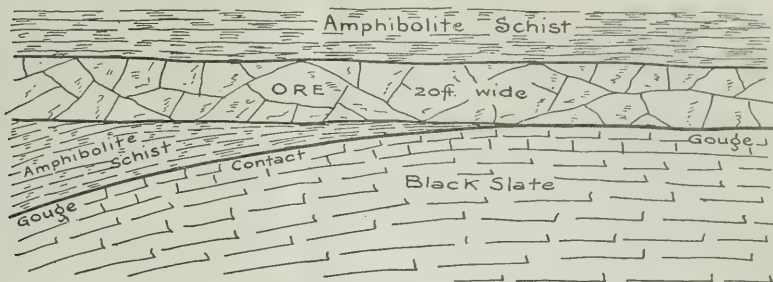 Amphibolite Schist
ORE 20ft. wide
Amphibolite Schist
Contact
Gouge
Gouge
Black Slate